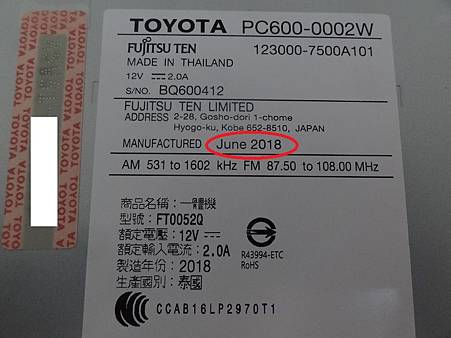 TOYOTA PC600-0002W
FUJITSU TEN 123000-7500A101
MADE IN THAILAND
12V ⎓ 2.0A
S/NO. BQ600412
FUJITSU TEN LIMITED
ADDRESS 2-28, Gosho-dori 1-chome
Hyogo-ku, Kobe 652-8510, JAPAN
MANUFACTURED June 2018
AM 531 to 1602 kHz FM 87.50 to 108.00 MHz
商品名稱:一體機
型號:FT0052Q
額定電壓:12V⎓
額定輸入電流:2.0A
製造年份:2018
生產國別:泰國
R43994-ETC
RoHS
CCAB16LP2970T1